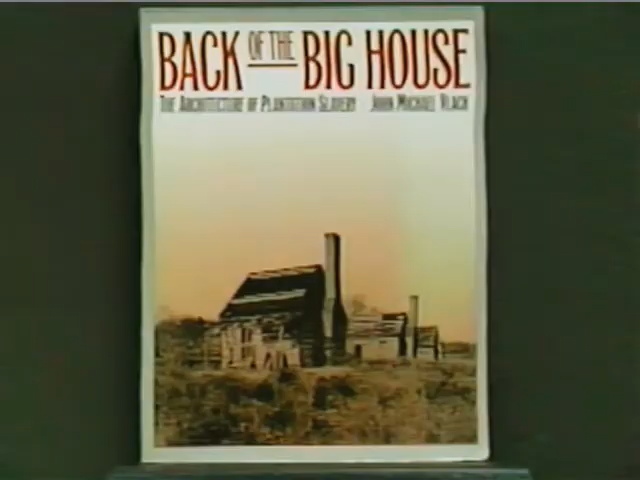 BACK OF THE BIG HOUSE
THE ARCHITECTURE OF PLANTATION SLAVERY JOHN MICHAEL VLACH